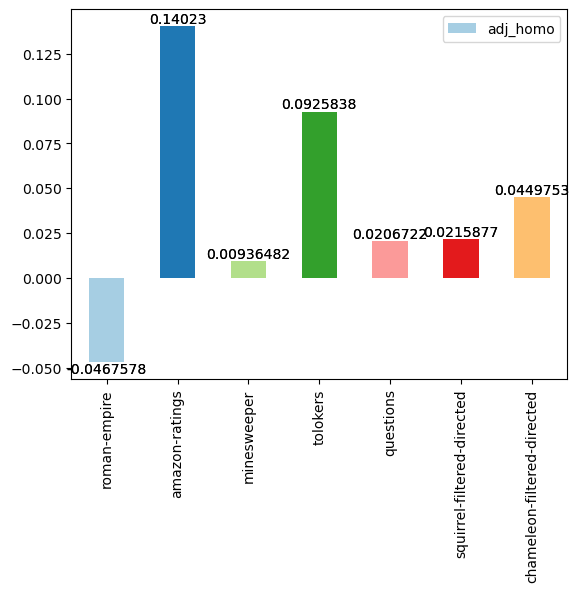 adj_homo
0.125
0.100
0.075
0.050
0.025
0.000
−0.025
−0.050
-0.0467578
0.14023
0.00936482
0.0925838
0.0206722
0.0215877
0.0449753
roman-empire
amazon-ratings
minesweeper
tolokers
questions
squirrel-filtered-directed
chameleon-filtered-directed